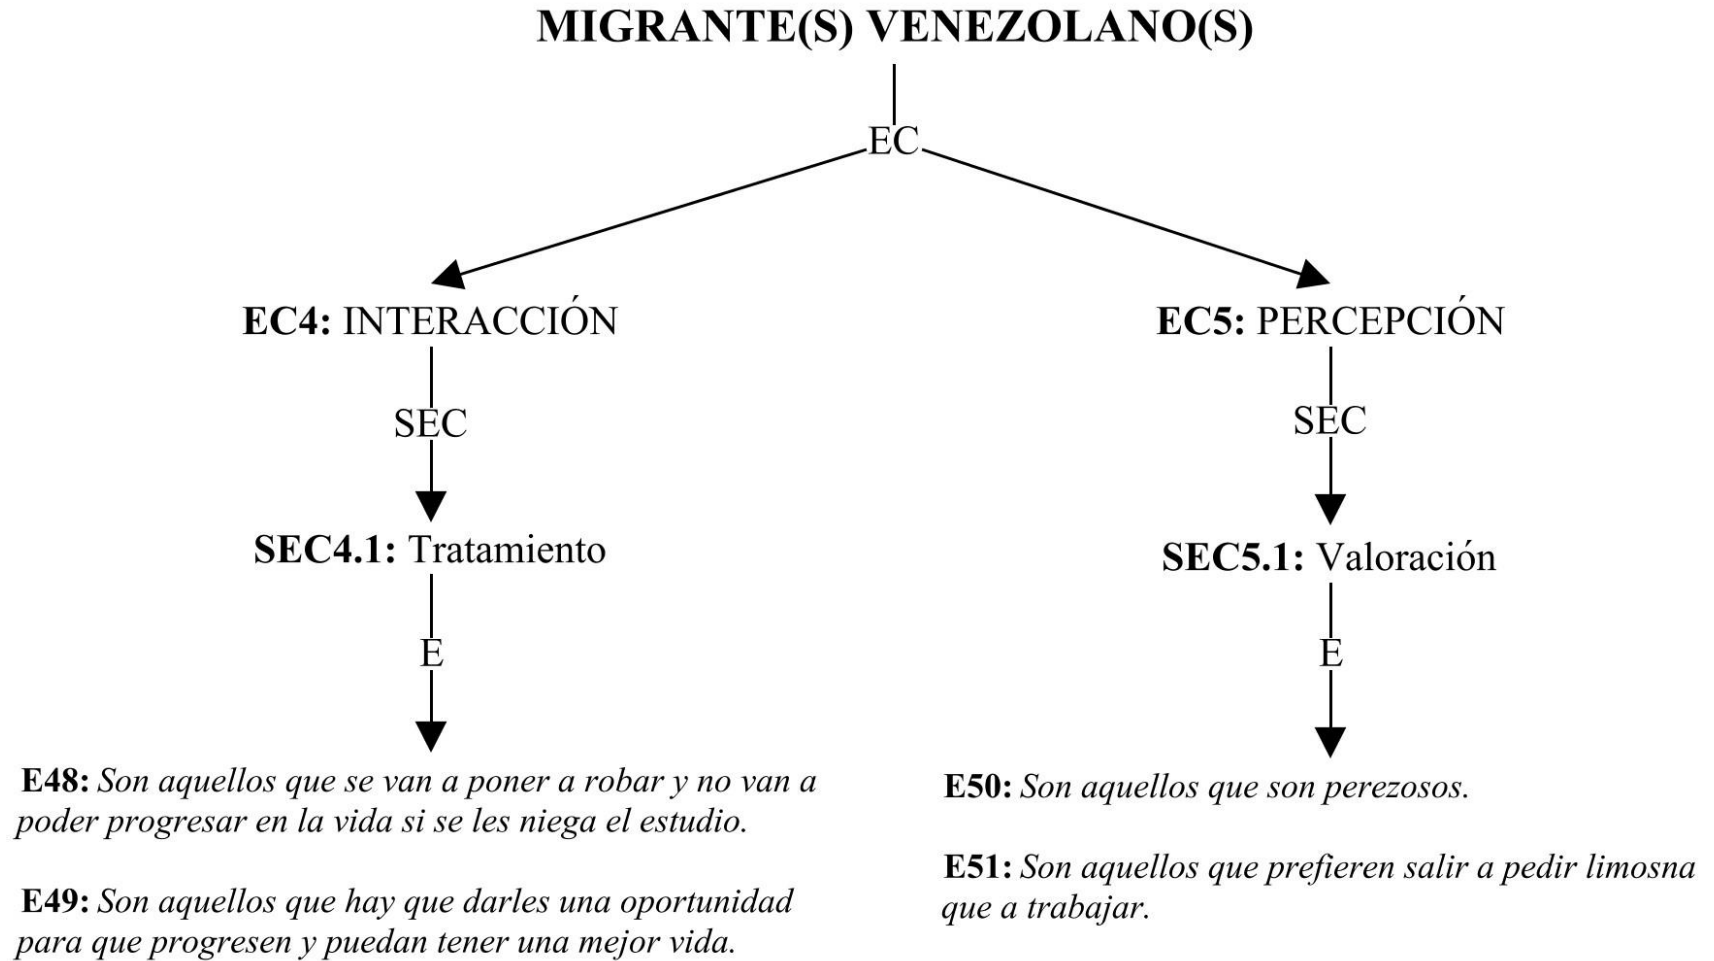 MIGRANTE(S) VENEZOLANO(S)
EC
EC4: INTERACCIÓN
SEC
SEC4.1: Tratamiento
E
E48: Son aquellos que se van a poner a robar y no van a
poder progresar en la vida si se les niega el estudio.
E49: Son aquellos que hay que darles una oportunidad
para que progresen y puedan tener una mejor vida.
EC5: PERCEPCIÓN
SEC
SEC5.1: Valoración
E
E50: Son aquellos que son perezosos.
E51: Son aquellos que prefieren salir a pedir limosna
que a trabajar.